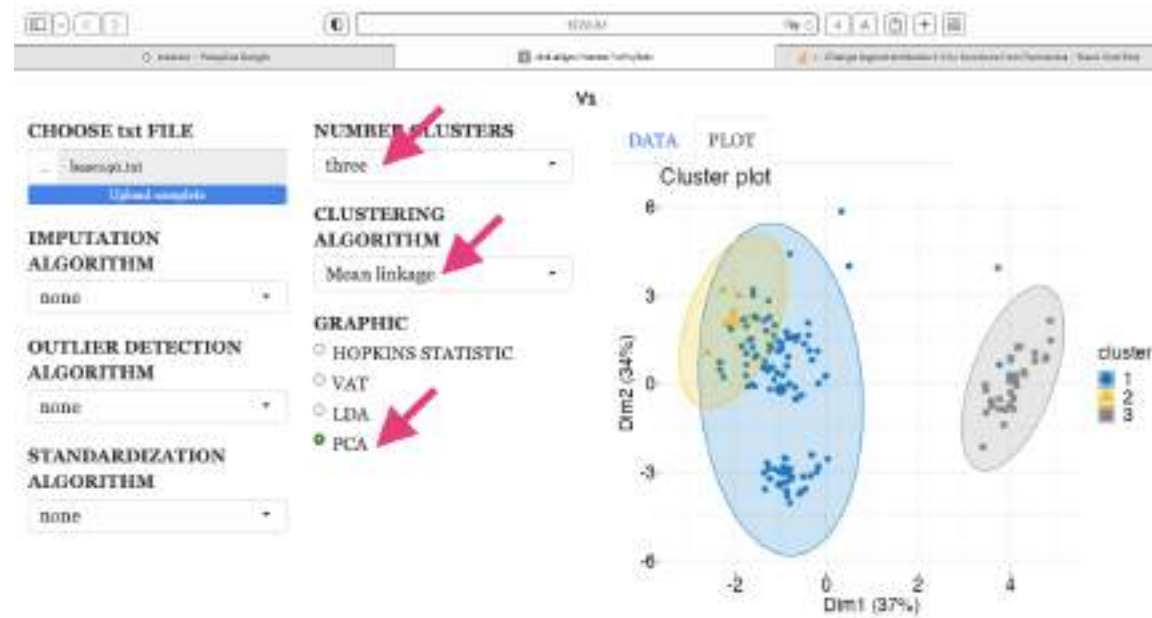 Vs
CHOOSE txt FILE
Upload complete
IMPUTATION
ALGORITHM
none
OUTLIER DETECTION
ALGORITHM
none
STANDARDIZATION
ALGORITHM
none
NUMBER CLUSTERS
three
CLUSTERING
ALGORITHM
Mean linkage
GRAPHIC
HOPKINS STATISTIC
VAT
LDA
PCA
DATA PLOT
Cluster plot
6
3
0
-3
-6
Dim2 (34%)
-2 0 2 4
Dim1 (37%)
cluster
1
2
3